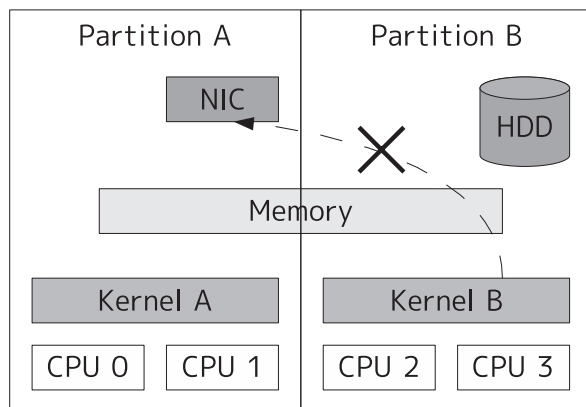 Partition A
Partition B
NIC
HDD
Memory
Kernel A
Kernel B
CPU 0
CPU 1
CPU 2
CPU 3